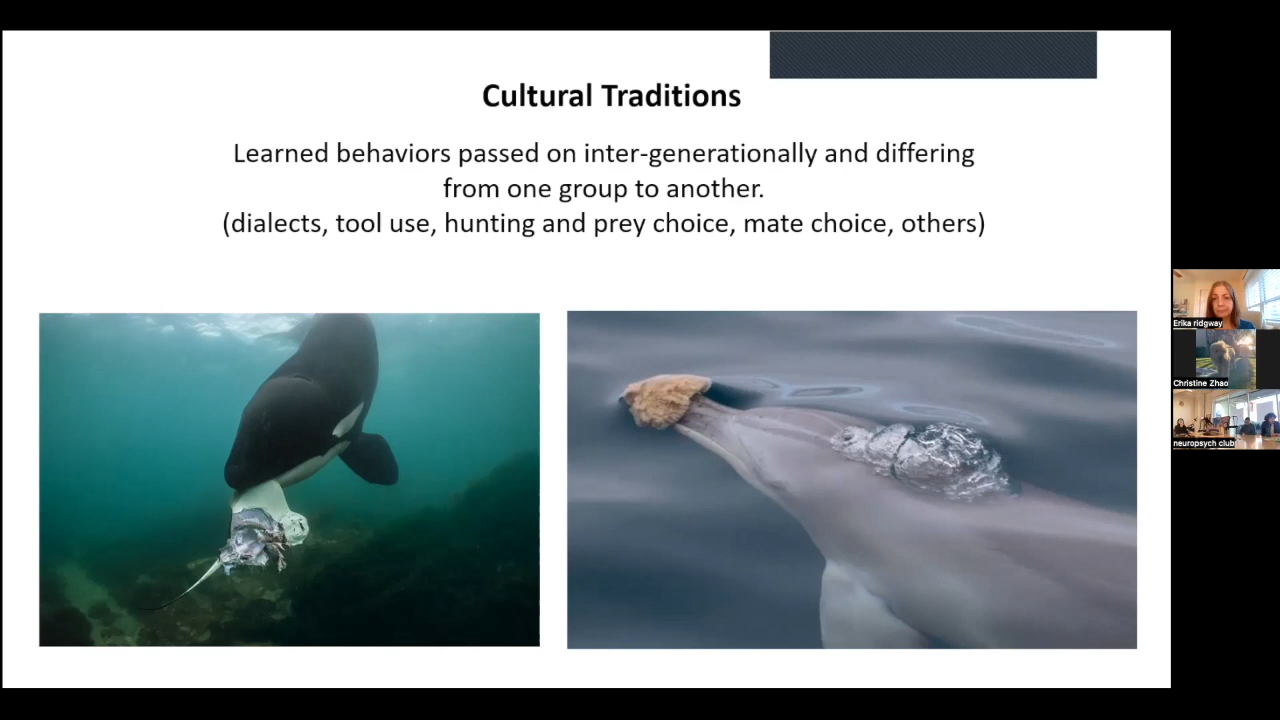 Cultural Traditions
Learned behaviors passed on inter-generationally and differing
from one group to another.
(dialects, tool use, hunting and prey choice, mate choice, others)
Erika ridgway
Christine Zhao
neuropsych club